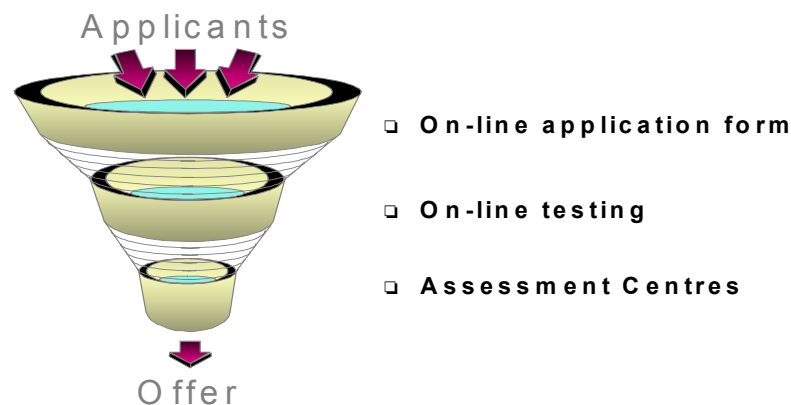 Applicants
❑ On-line application form
❑ On-line testing
❑ Assessment Centres
Offer